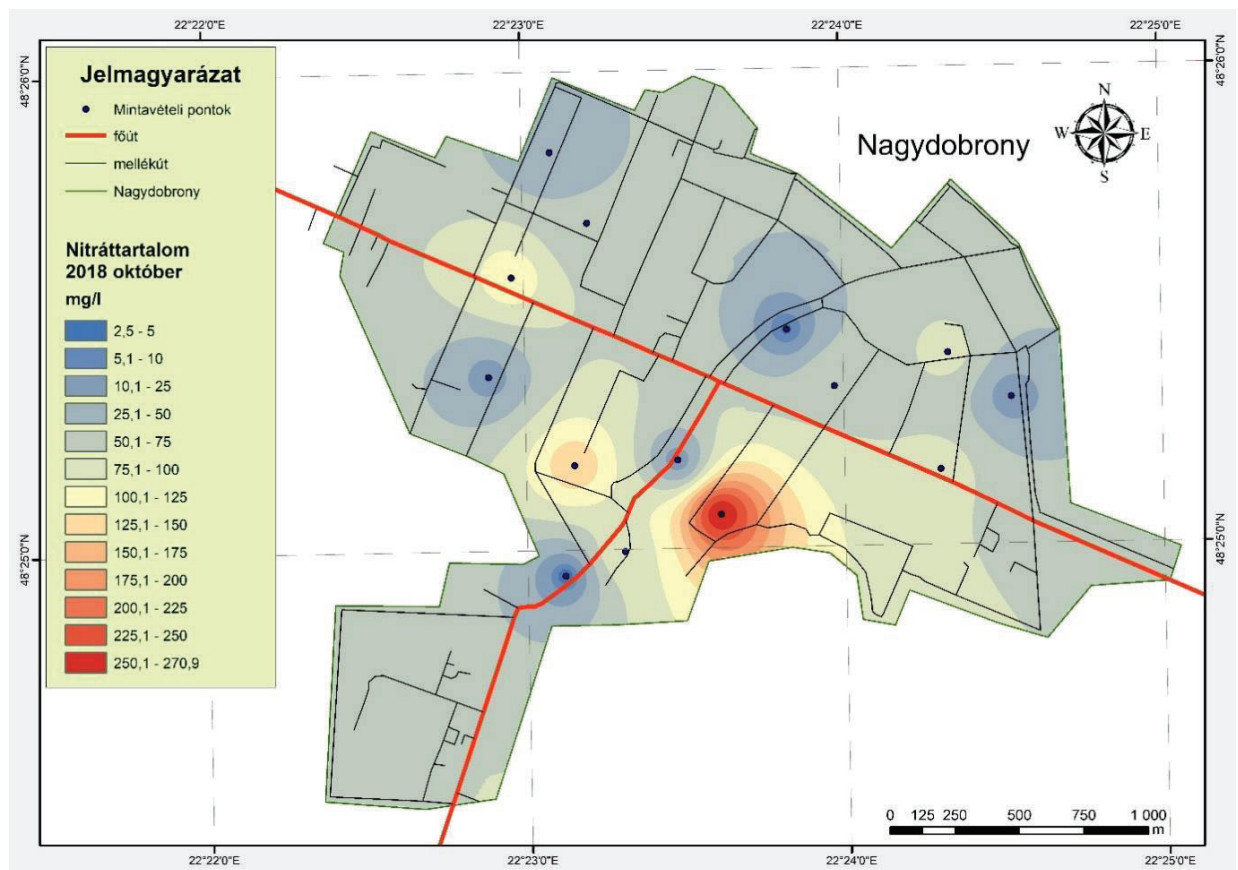 22°22'0"E
22°23'0"E
22°24'0"E
22°25'0"E
48°26'0"N
48°26'0"N
Jelmagyarázat
Mintavételi pontok
főút
mellékút
Nagydobrony
Nitráttartalom
2018 október
mg/l
2,5 - 5
5,1 - 10
10,1 - 25
25,1 - 50
50,1 - 75
75,1 - 100
100,1 - 125
125,1 - 150
150,1 - 175
175,1 - 200
200,1 - 225
225,1 - 250
250,1 - 270,9
Nagydobrony
N
W
E
S
48°25'0"N
48°25'0"N
0 125 250 500 750 1 000
m
22°22'0"E
22°23'0"E
22°24'0"E
22°25'0"E